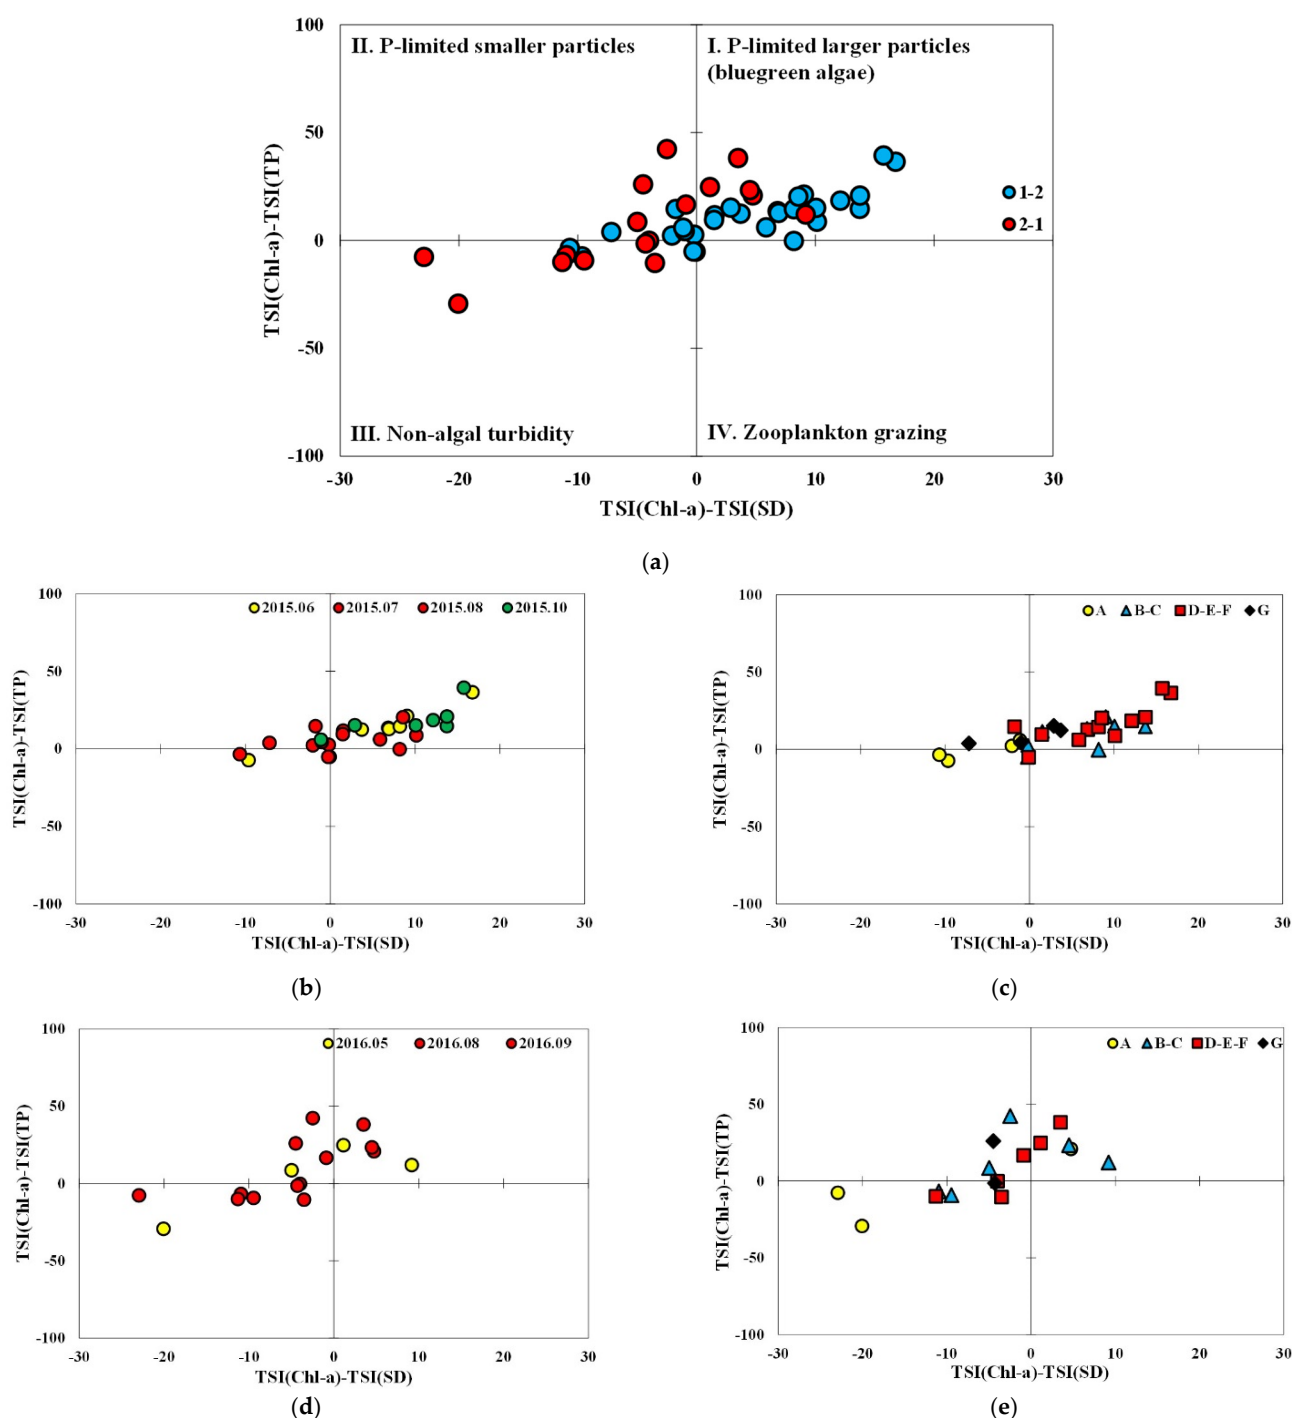 100
II. P-limited smaller particles
I. P-limited larger particles
(bluegreen algae)
50
1-2
2-1
0
-50
III. Non-algal turbidity
IV. Zooplankton grazing
-100
-30 -20 -10 0 10 20 30
TSI(Chl-a)-TSI(TP)
TSI(Chl-a)-TSI(SD)
(a)
100
2015.06 2015.07 2015.08 2015.10
50
0
-50
-100
-30 -20 -10 0 10 20 30
TSI(Chl-a)-TSI(TP)
TSI(Chl-a)-TSI(SD)
(b)
100
A B-C D-E-F G
50
0
-50
-100
-30 -20 -10 0 10 20 30
TSI(Chl-a)-TSI(TP)
TSI(Chl-a)-TSI(SD)
(c)
100
2016.05 2016.08 2016.09
50
0
-50
-100
-30 -20 -10 0 10 20 30
TSI(Chl-a)-TSI(TP)
TSI(Chl-a)-TSI(SD)
(d)
100
A B-C D-E-F G
50
0
-50
-100
-30 -20 -10 0 10 20 30
TSI(Chl-a)-TSI(TP)
TSI(Chl-a)-TSI(SD)
(e)